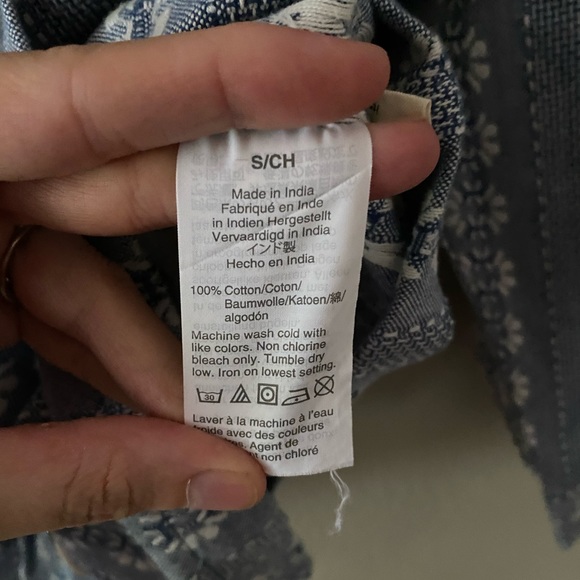 S/CH
Made in India
Fabriqué en Inde
in Indien Hergestellt
Vervaardigd in India
インド製
Hecho en India
100% Cotton/Coton/
Baumwolle/Katoen/綿/
algodón
Machine wash cold with
like colors. Non chlorine
bleach only. Tumble dry
low. Iron on lowest setting.
30
Laver à la machine à l'eau
froide avec des couleurs
Agent de
non chloré